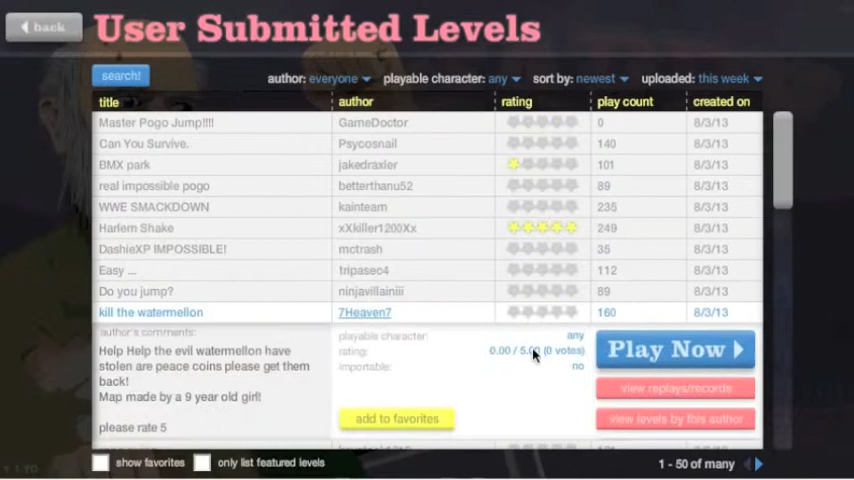 back
User Submitted Levels
search!
author: everyone playable character: any sort by: newest uploaded: this week
title author rating play count created on
Master Pogo Jump!!!! GameDoctor 0 8/3/13
Can You Survive. Psycosnail 140 8/3/13
BMX park jakedraxler 101 8/3/13
real impossible pogo betterthanu52 89 8/3/13
WWE SMACKDOWN kainteam 235 8/3/13
Harlem Shake xXkiller1200Xx 249 8/3/13
DashieXP IMPOSSIBLE! mctrash 35 8/3/13
Easy ... tripasec4 112 8/3/13
Do you jump? ninjavillainiii 89 8/3/13
kill the watermellon 7Heaven7 160 8/3/13
author's comments:
Help Help the evil watermellon have
stolen are peace coins please get them
back!
Map made by a 9 year old girl!
please rate 5
playable character: any
rating: 0.00 / 5.00 (0 votes)
importable: no
add to favorites
Play Now
view replays/records
view levels by this author
show favorites only list featured levels 1 - 50 of many